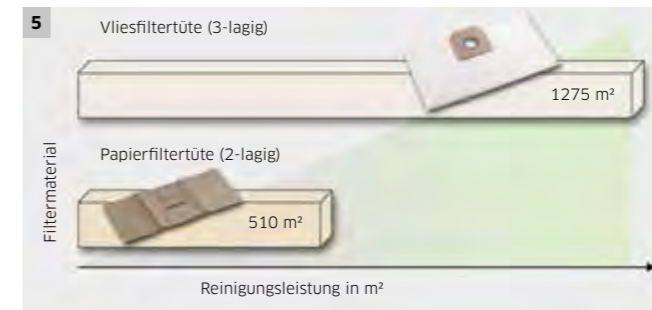 5
Vliesfiltertüte (3-lagig)
1275 m²
Papierfiltertüte (2-lagig)
510 m²
Filtermaterial
Reinigungsleistung in m²